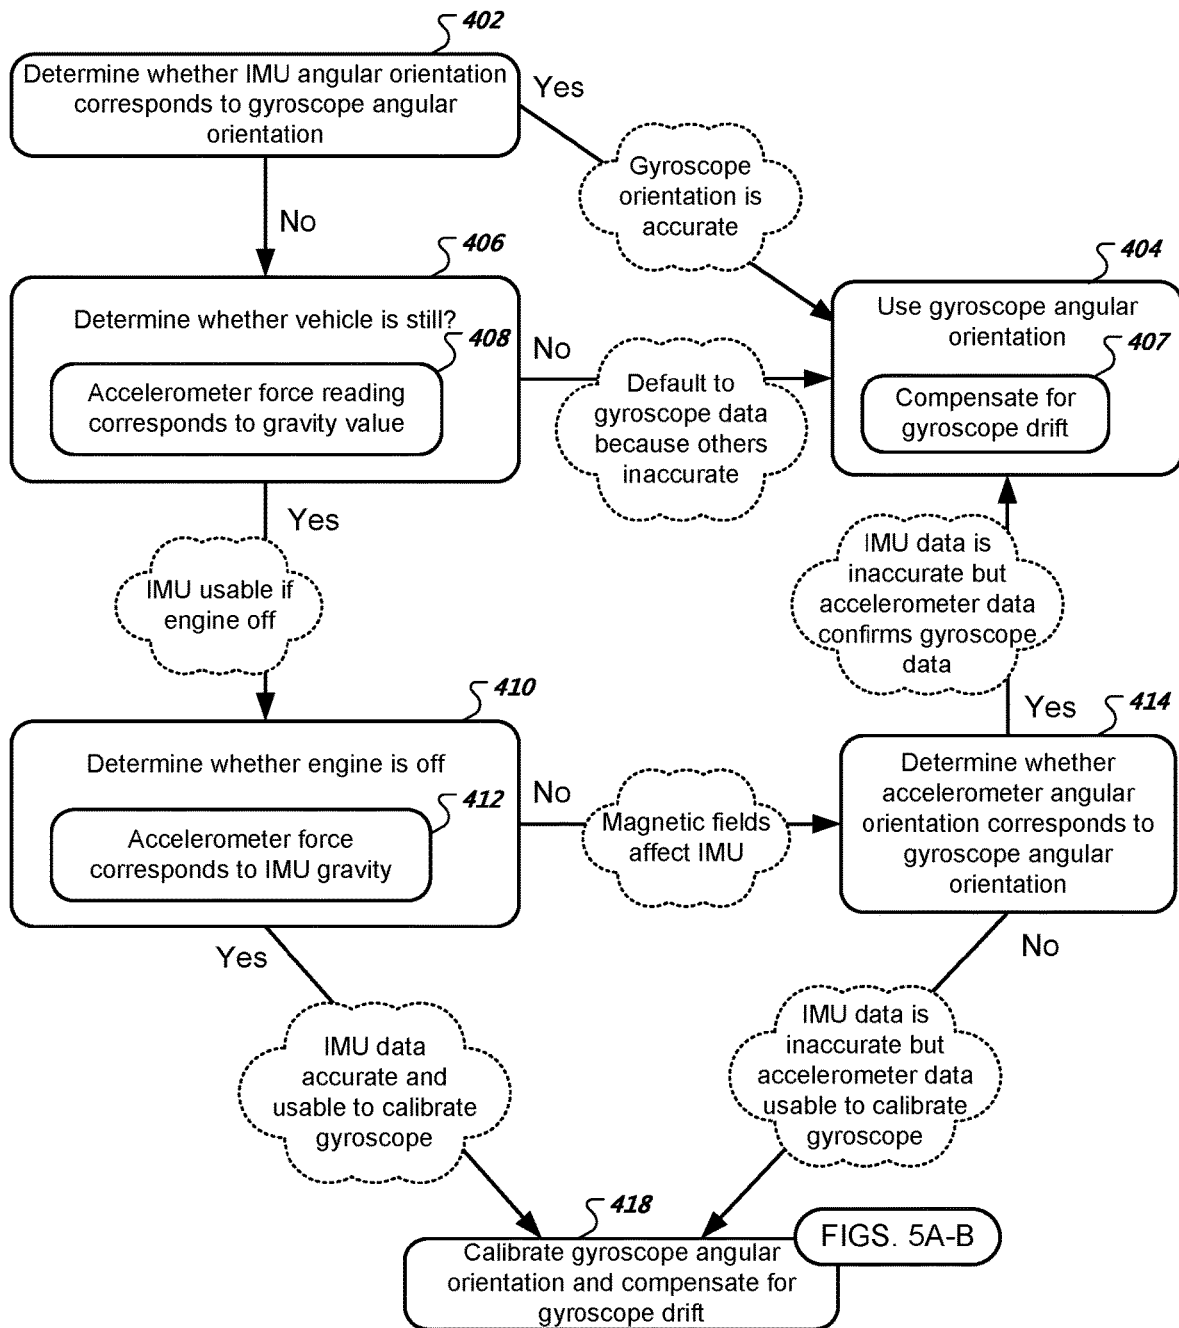 402
Determine whether IMU angular orientation
corresponds to gyroscope angular
orientation
Yes
Gyroscope
orientation is
accurate
No
406
Determine whether vehicle is still?
408
Accelerometer force reading
corresponds to gravity value
No
Default to
gyroscope data
because others
inaccurate
404
Use gyroscope angular
orientation
407
Compensate for
gyroscope drift
Yes
IMU usable if
engine off
IMU data is
inaccurate but
accelerometer data
confirms gyroscope
data
Yes
410
Determine whether engine is off
412
Accelerometer force
corresponds to IMU gravity
No
Magnetic fields
affect IMU
414
Determine whether
accelerometer angular
orientation corresponds to
gyroscope angular
orientation
Yes
IMU data
accurate and
usable to calibrate
gyroscope
No
IMU data is
inaccurate but
accelerometer data
usable to calibrate
gyroscope
418
FIGS. 5A-B
Calibrate gyroscope angular
orientation and compensate for
gyroscope drift